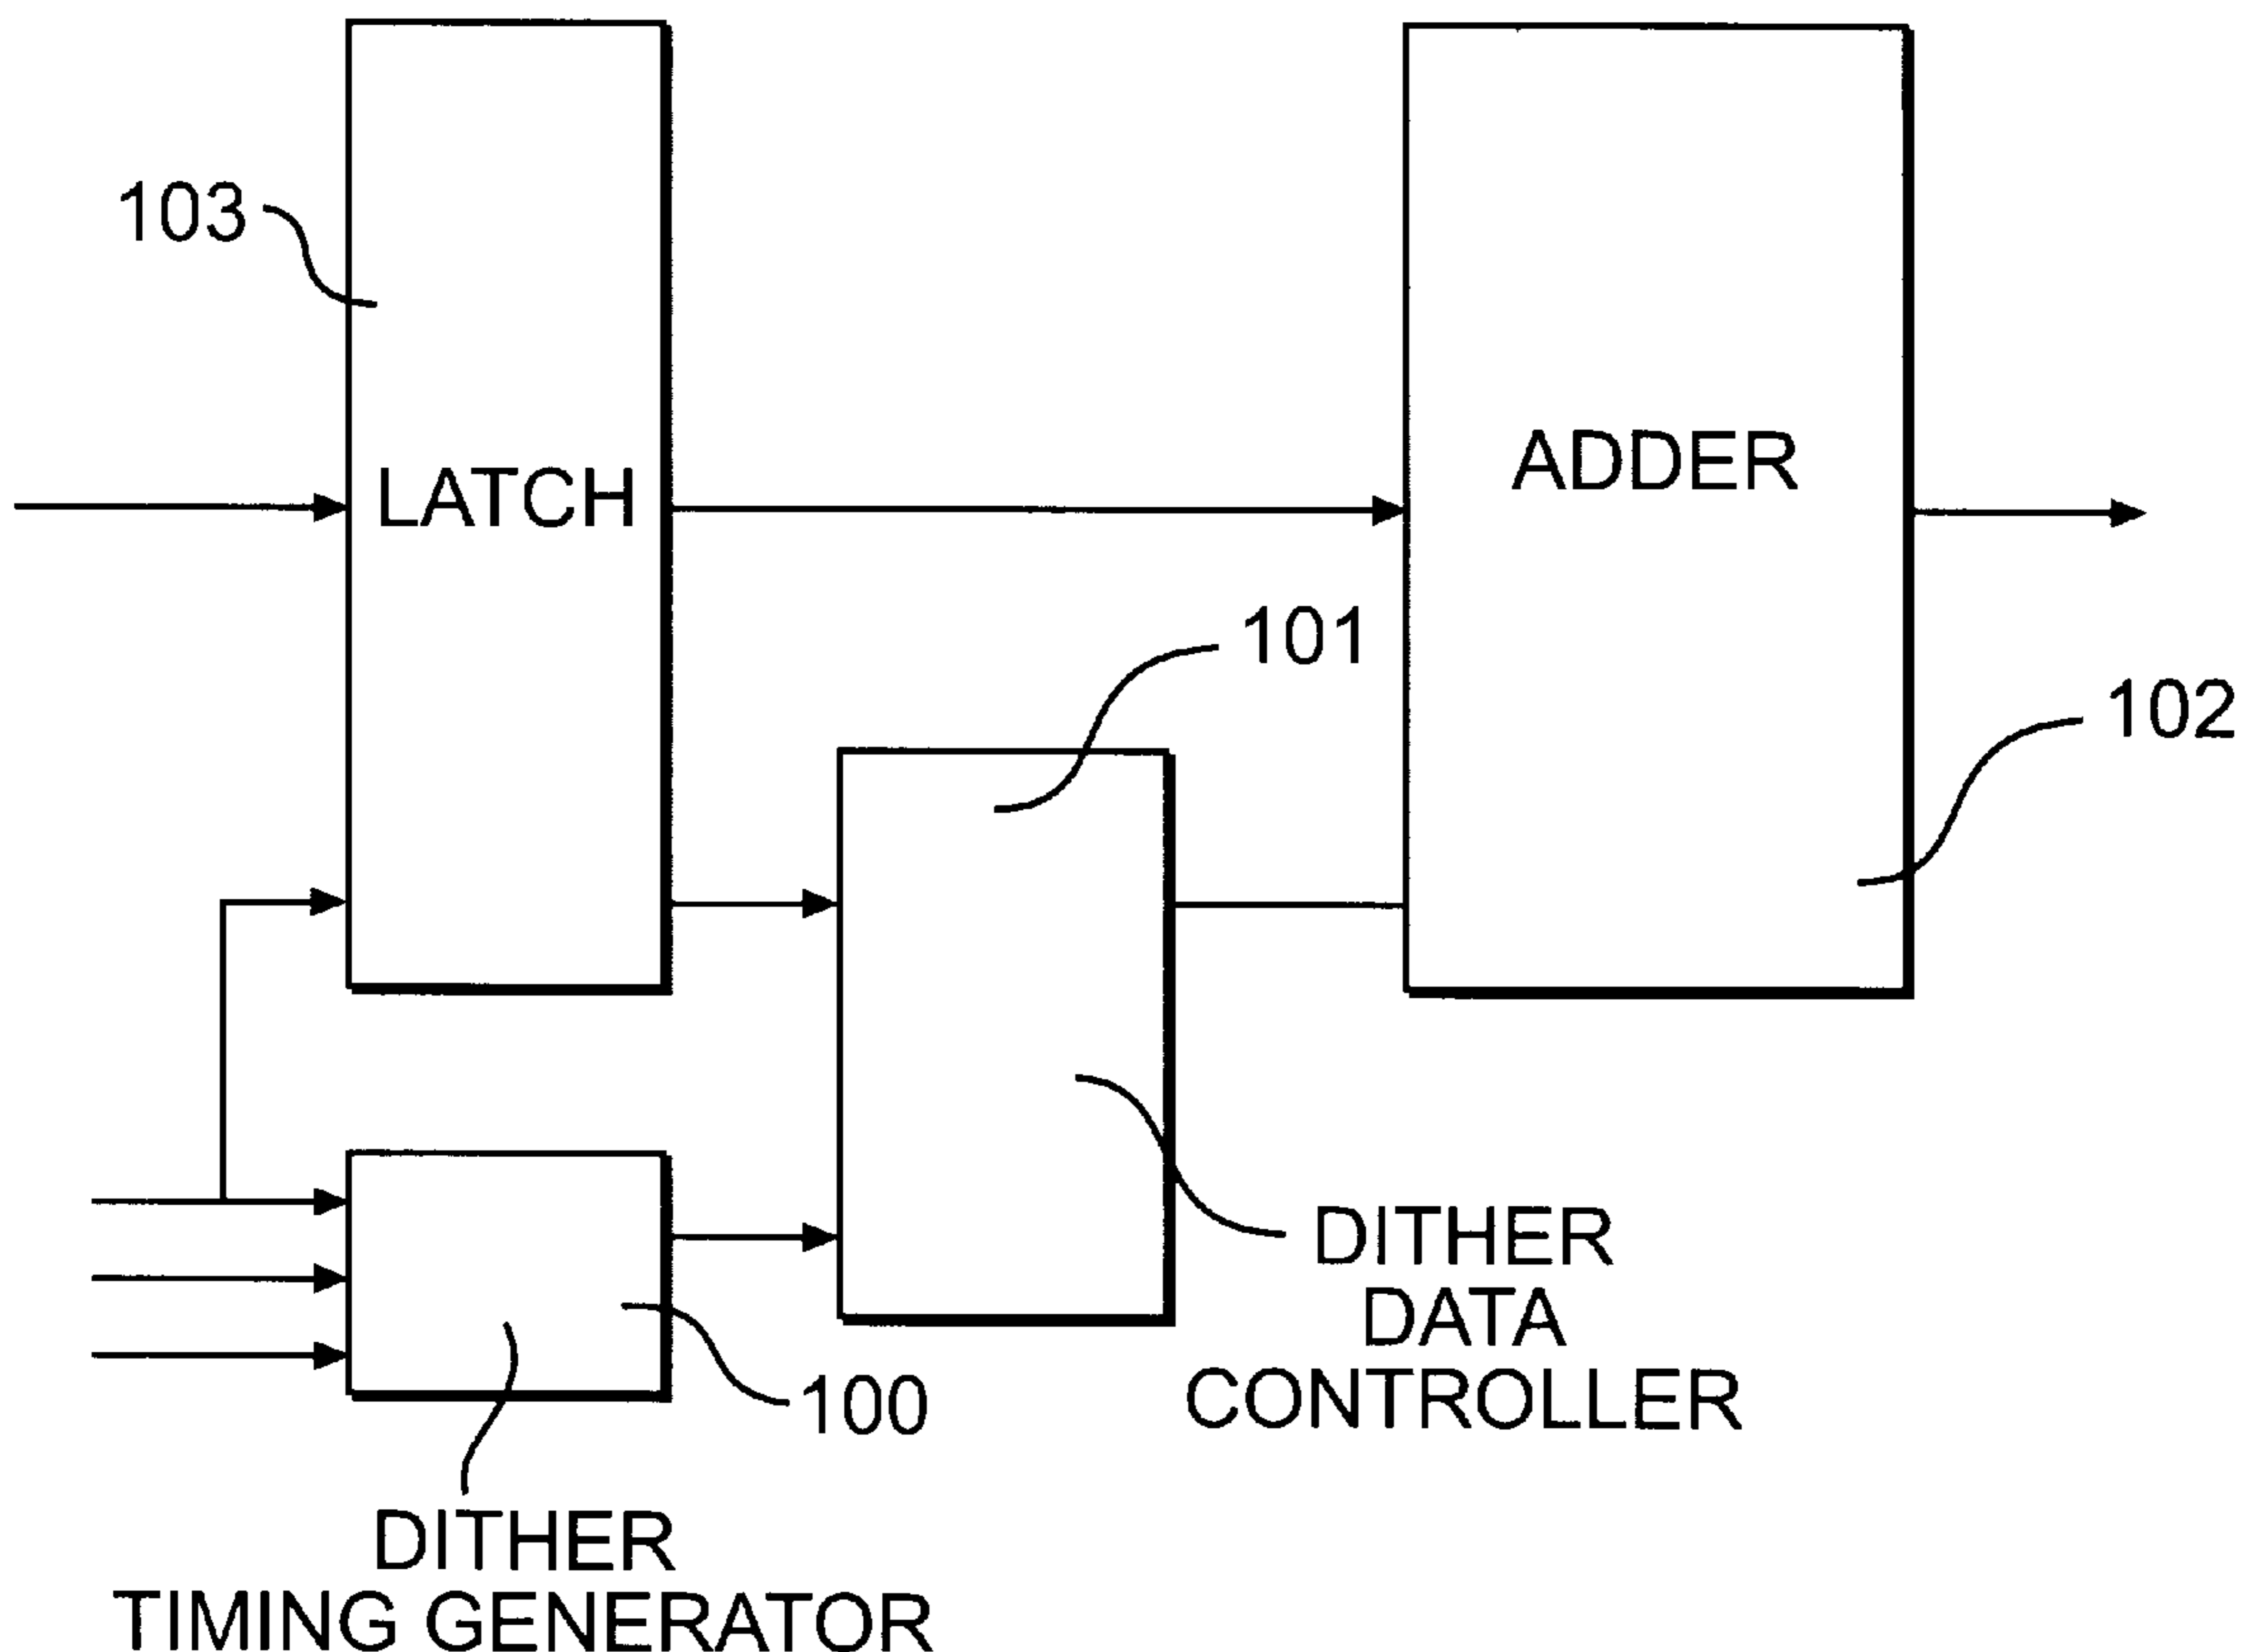 103
LATCH
ADDER
101
102
DITHER
DATA
CONTROLLER
100
DITHER
TIMING GENERATOR